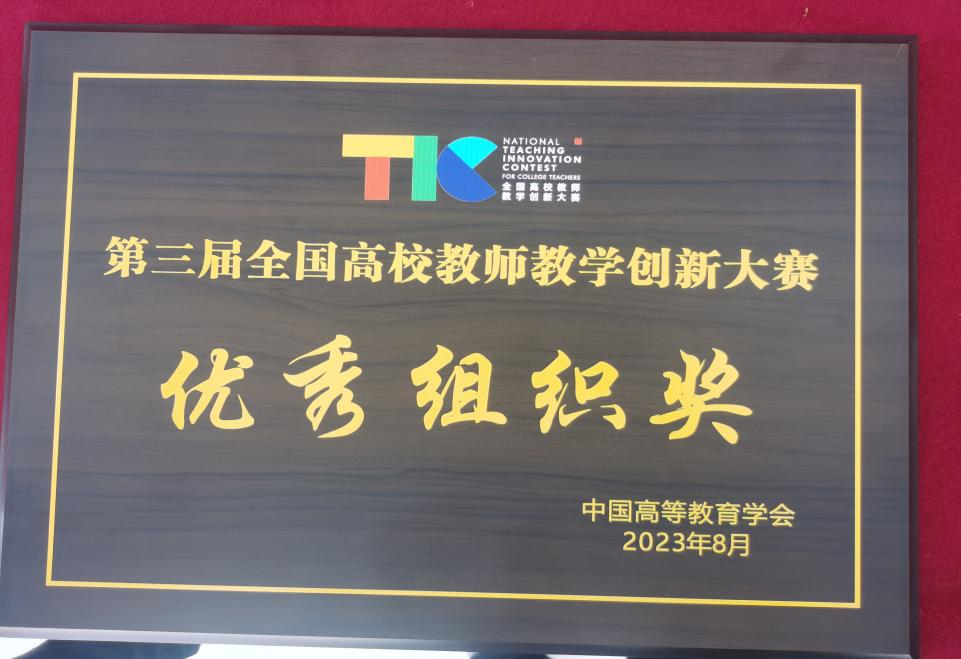 TIC
NATIONAL
TEACHING
INNOVATION
CONTEST
FOR COLLEGE TEACHERS
全国高校教师
教学创新大赛
第三届全国高校教师教学创新大赛
优秀组织奖
中国高等教育学会
2023年8月